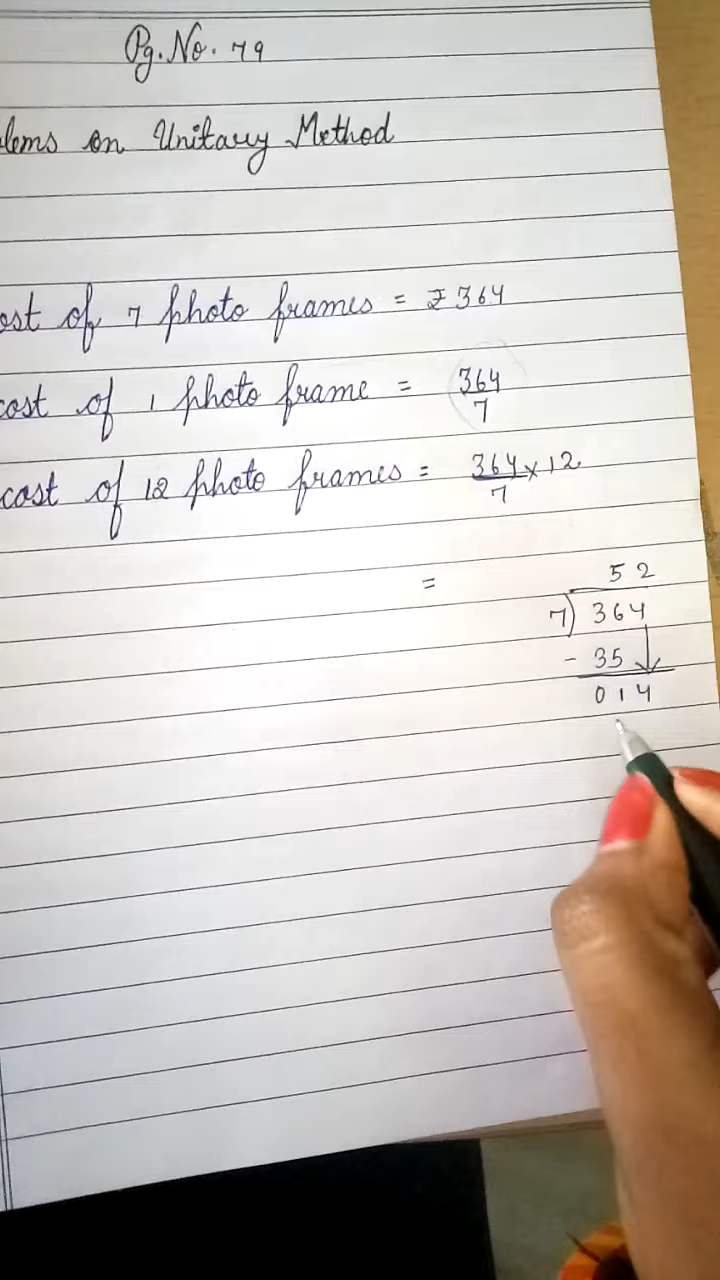 Pg.No. 79
lems on Unitary Method
ost of 7 photo frames = ₹364
cost of 1 photo frame = 364/7
cost of 12 photo frames = 364/7 x 12
=
52
7)364
- 35
014